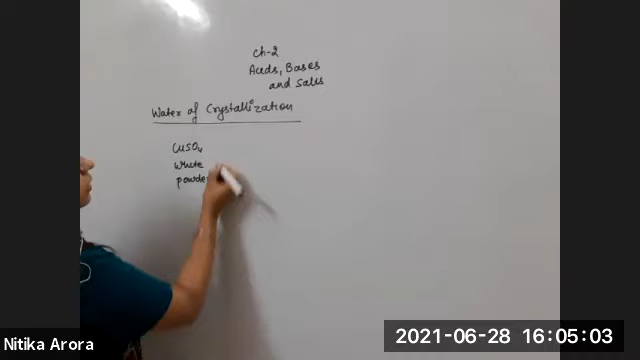 Ch-2
Acids, Bases
and Salts
Water of Crystallization
CuSO4
White
powde
Nitika Arora
2021-06-28 16:05:03